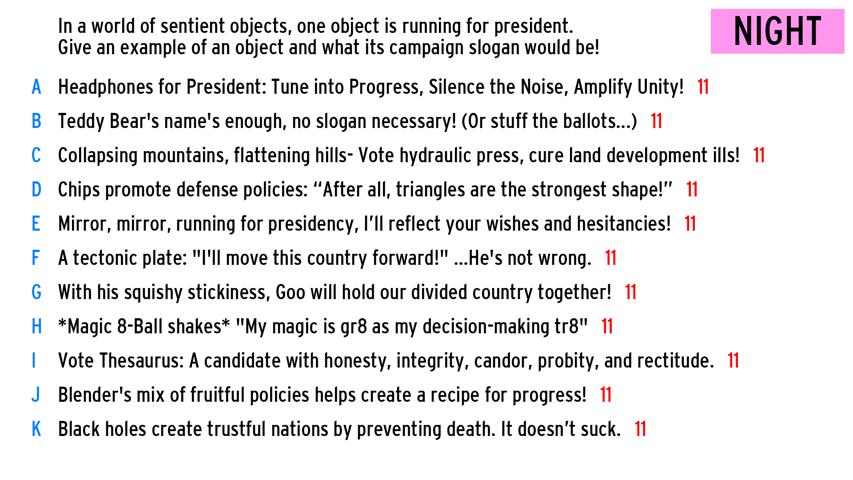 In a world of sentient objects, one object is running for president.
Give an example of an object and what its campaign slogan would be!
NIGHT
A Headphones for President: Tune into Progress, Silence the Noise, Amplify Unity! 11
B Teddy Bear's name's enough, no slogan necessary! (Or stuff the ballots...) 11
C Collapsing mountains, flattening hills- Vote hydraulic press, cure land development ills! 11
D Chips promote defense policies: “After all, triangles are the strongest shape!” 11
E Mirror, mirror, running for presidency, I’ll reflect your wishes and hesitancies! 11
F A tectonic plate: "I'll move this country forward!" ...He's not wrong. 11
G With his squishy stickiness, Goo will hold our divided country together! 11
H *Magic 8-Ball shakes* "My magic is gr8 as my decision-making tr8" 11
I Vote Thesaurus: A candidate with honesty, integrity, candor, probity, and rectitude. 11
J Blender's mix of fruitful policies helps create a recipe for progress! 11
K Black holes create trustful nations by preventing death. It doesn’t suck. 11